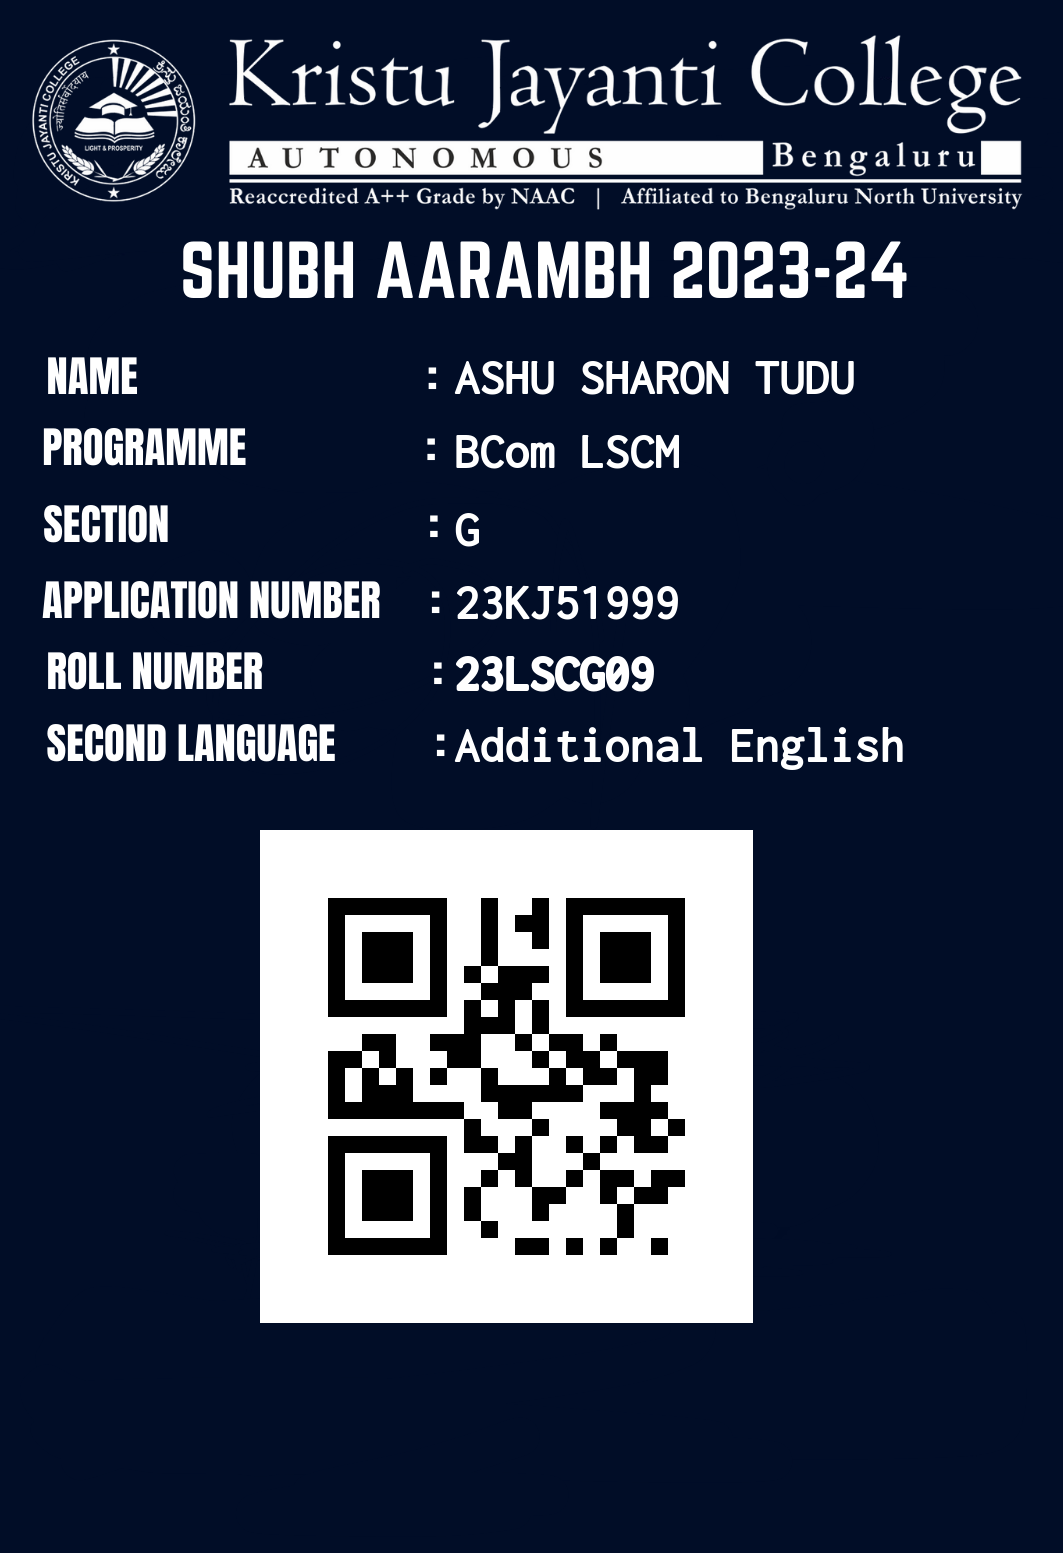 KRISTU JAYANTI COLLEGE
ಕ್ರಿಸ್ತು ಜಯಂತಿ ಕಾಲೇಜು
ज्योतिर्समर्दियाय
LIGHT & PROSPERITY
Kristu Jayanti College
AUTONOMOUS Bengaluru
Reaccredited A++ Grade by NAAC | Affiliated to Bengaluru North University
SHUBH AARAMBH 2023-24
NAME : ASHU SHARON TUDU
PROGRAMME : BCom LSCM
SECTION : G
APPLICATION NUMBER : 23KJ51999
ROLL NUMBER : 23LSCG09
SECOND LANGUAGE : Additional English